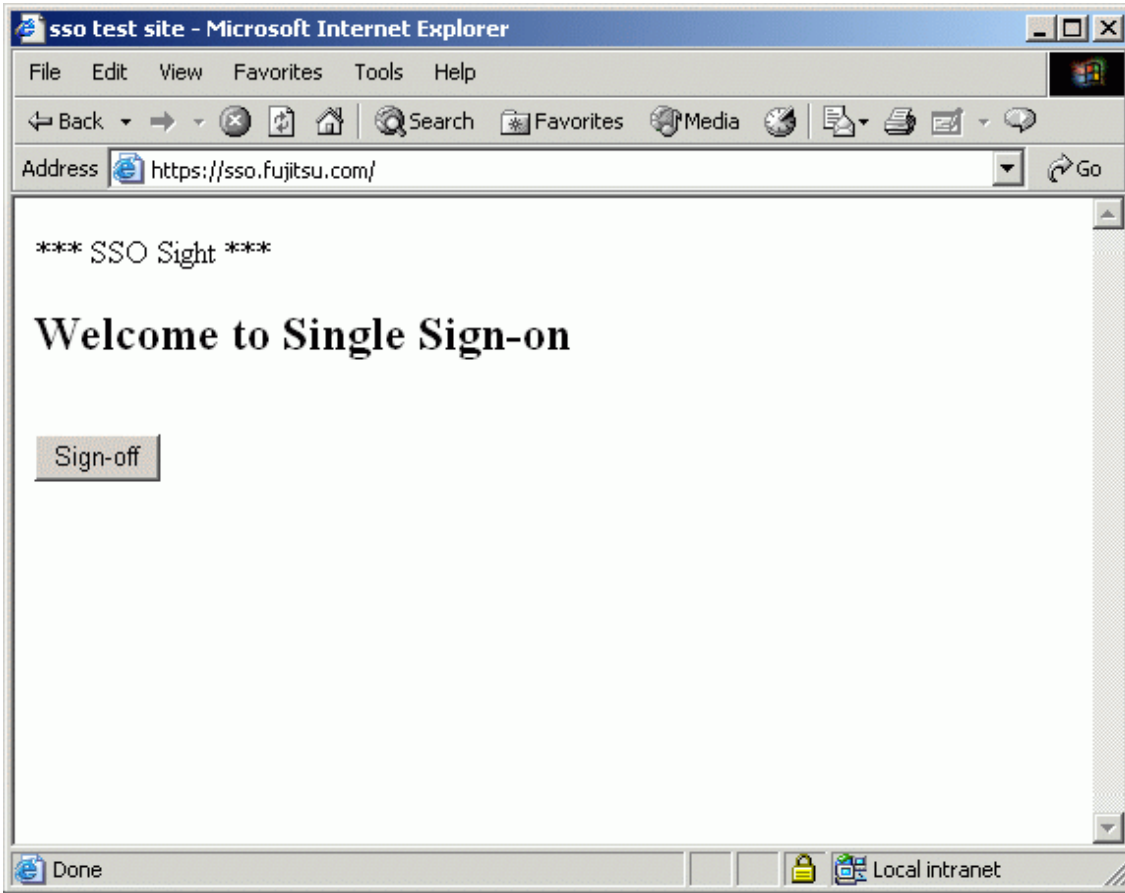 sso test site - Microsoft Internet Explorer
File Edit View Favorites Tools Help
Back Search Favorites Media
Address https://sso.fujitsu.com/ Go
*** SSO Sight ***
Welcome to Single Sign-on
Sign-off
Done Local intranet